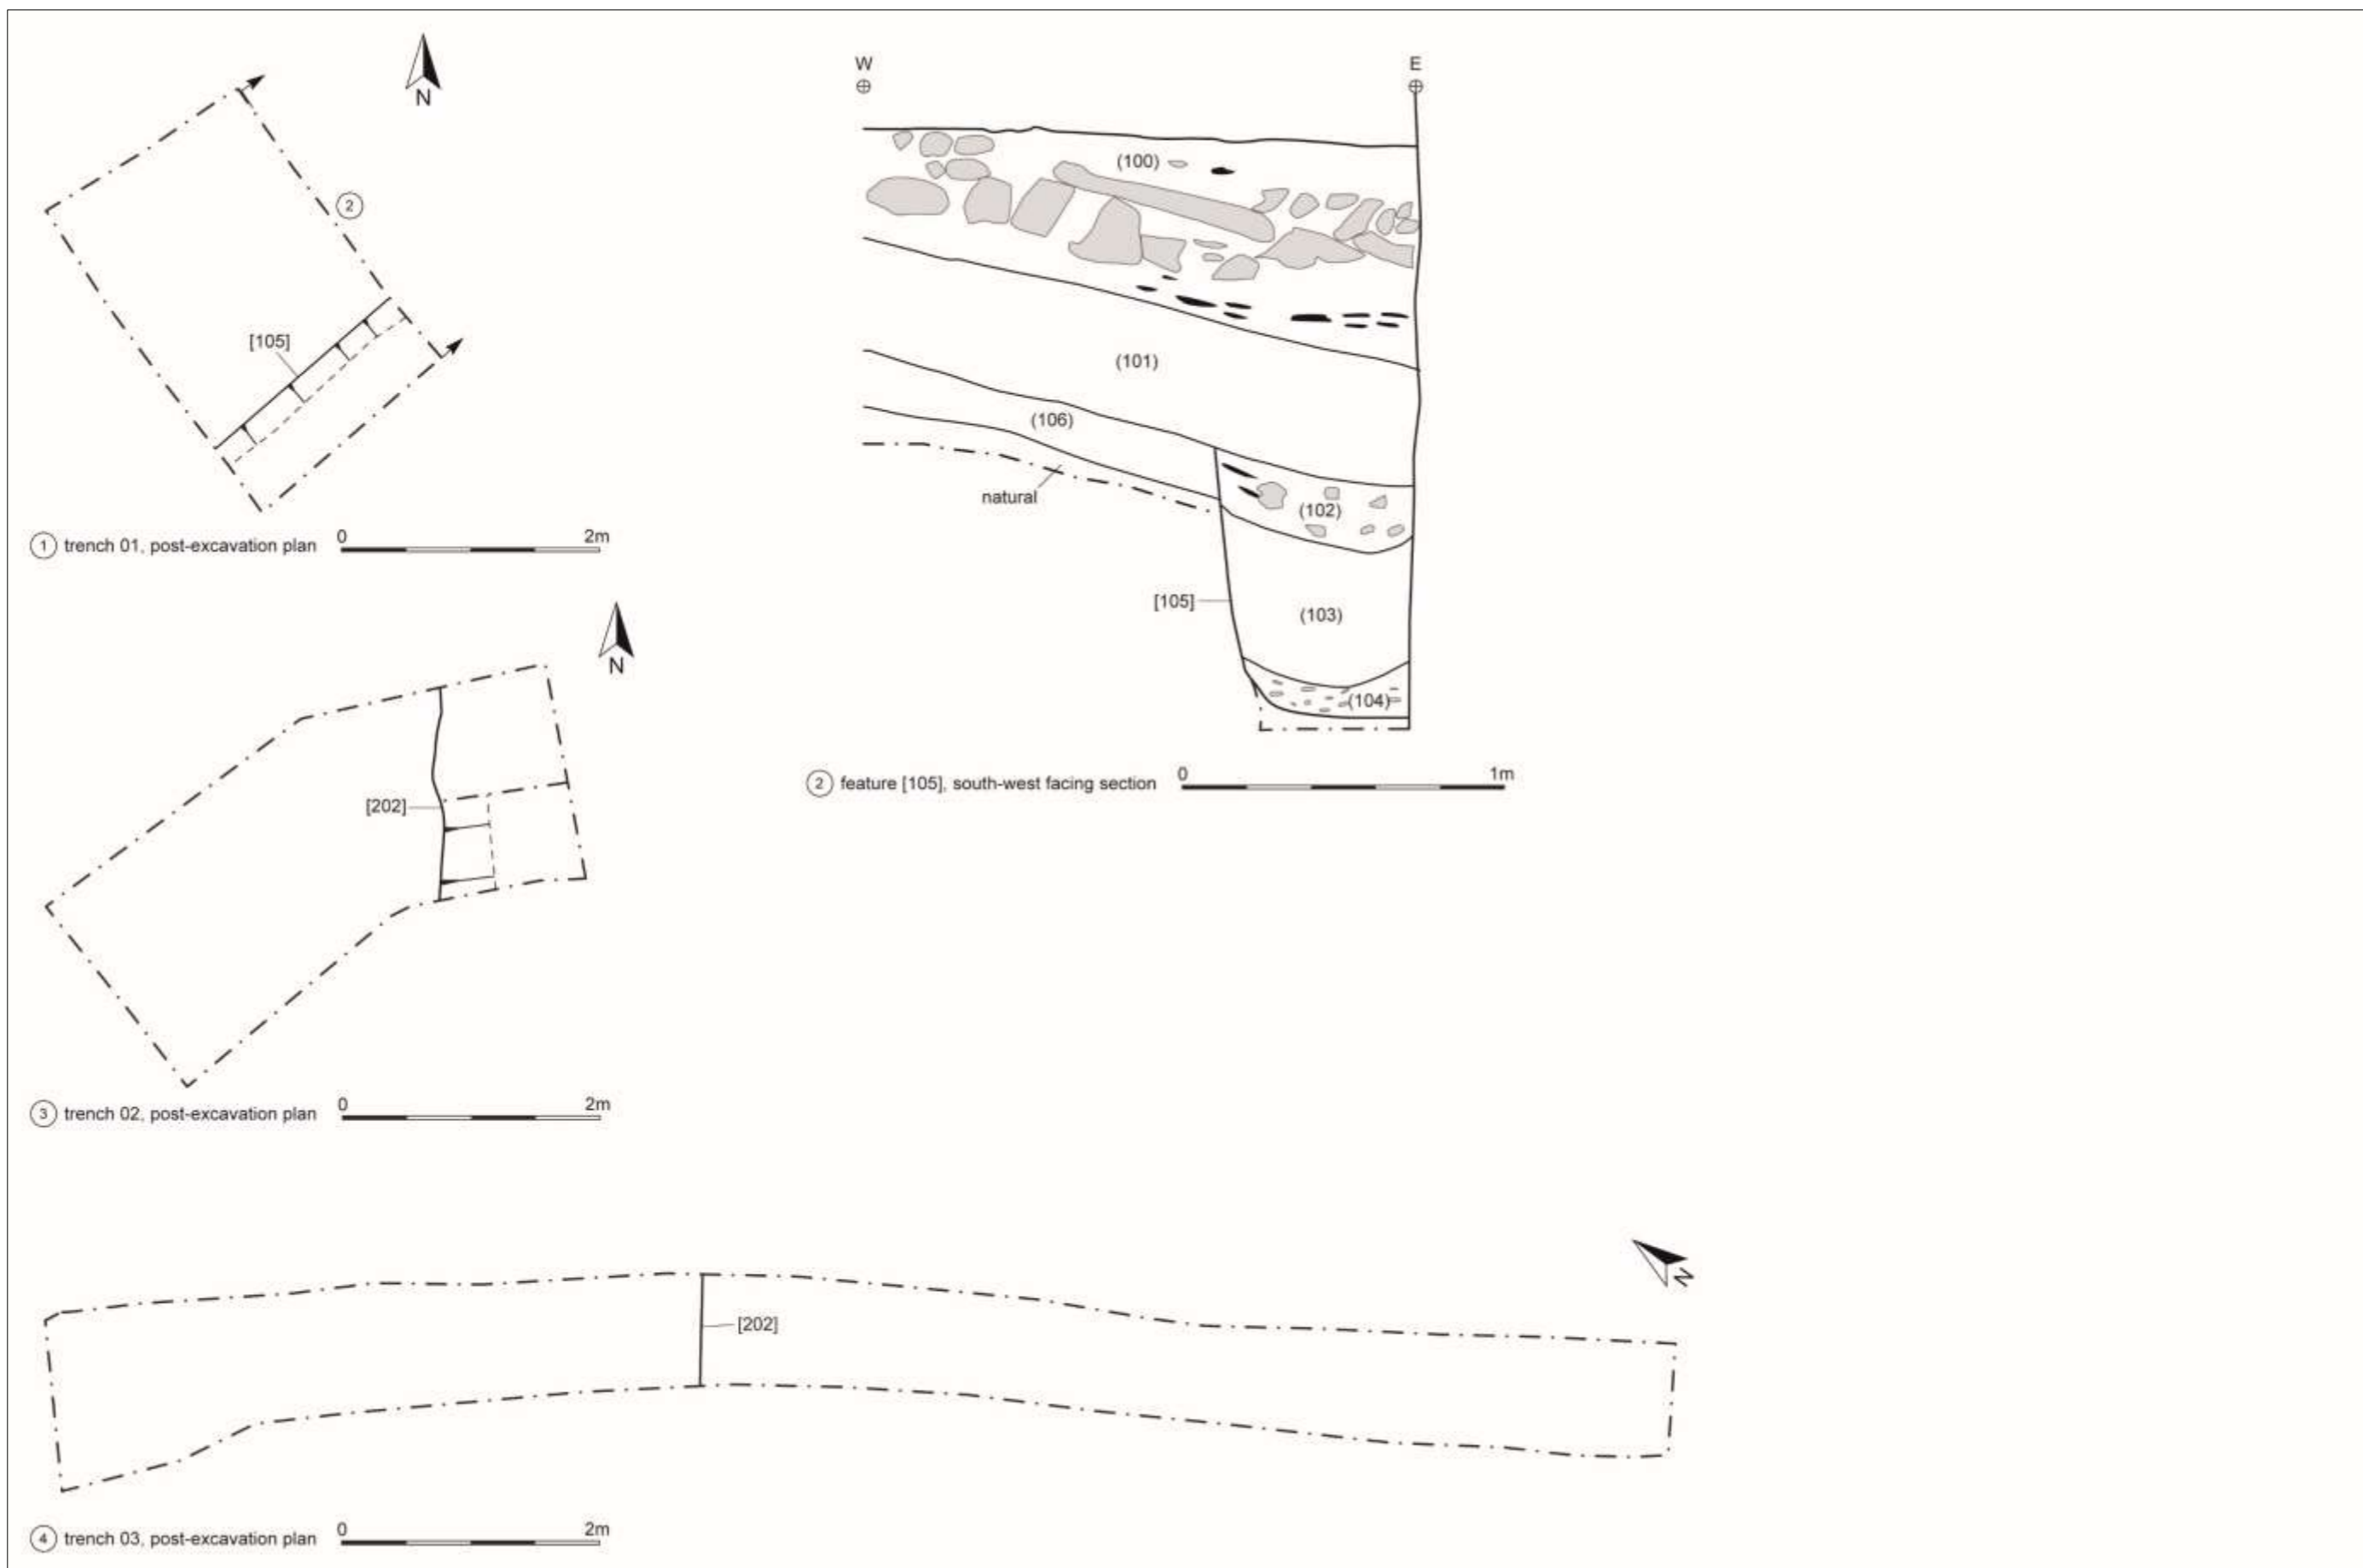 N
2
[105]
1 trench 01, post-excavation plan 0 2m
W E
(100)
(101)
(106)
natural
(102)
[105]
(103)
(104)
2 feature [105], south-west facing section 0 1m
N
[202]
3 trench 02, post-excavation plan 0 2m
N
[202]
4 trench 03, post-excavation plan 0 2m